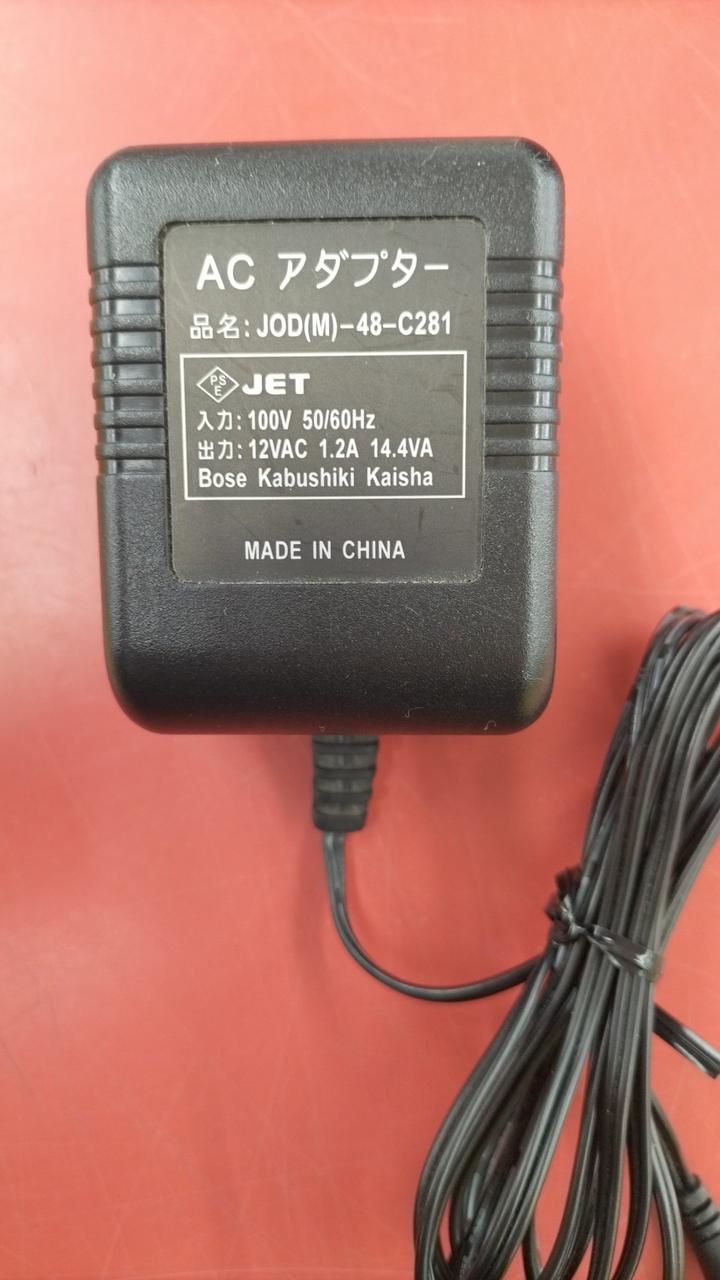 AC アダプター
品名: JOD(M)-48-C281
PSE JET
入力: 100V 50/60Hz
出力: 12VAC 1.2A 14.4VA
Bose Kabushiki Kaisha
MADE IN CHINA